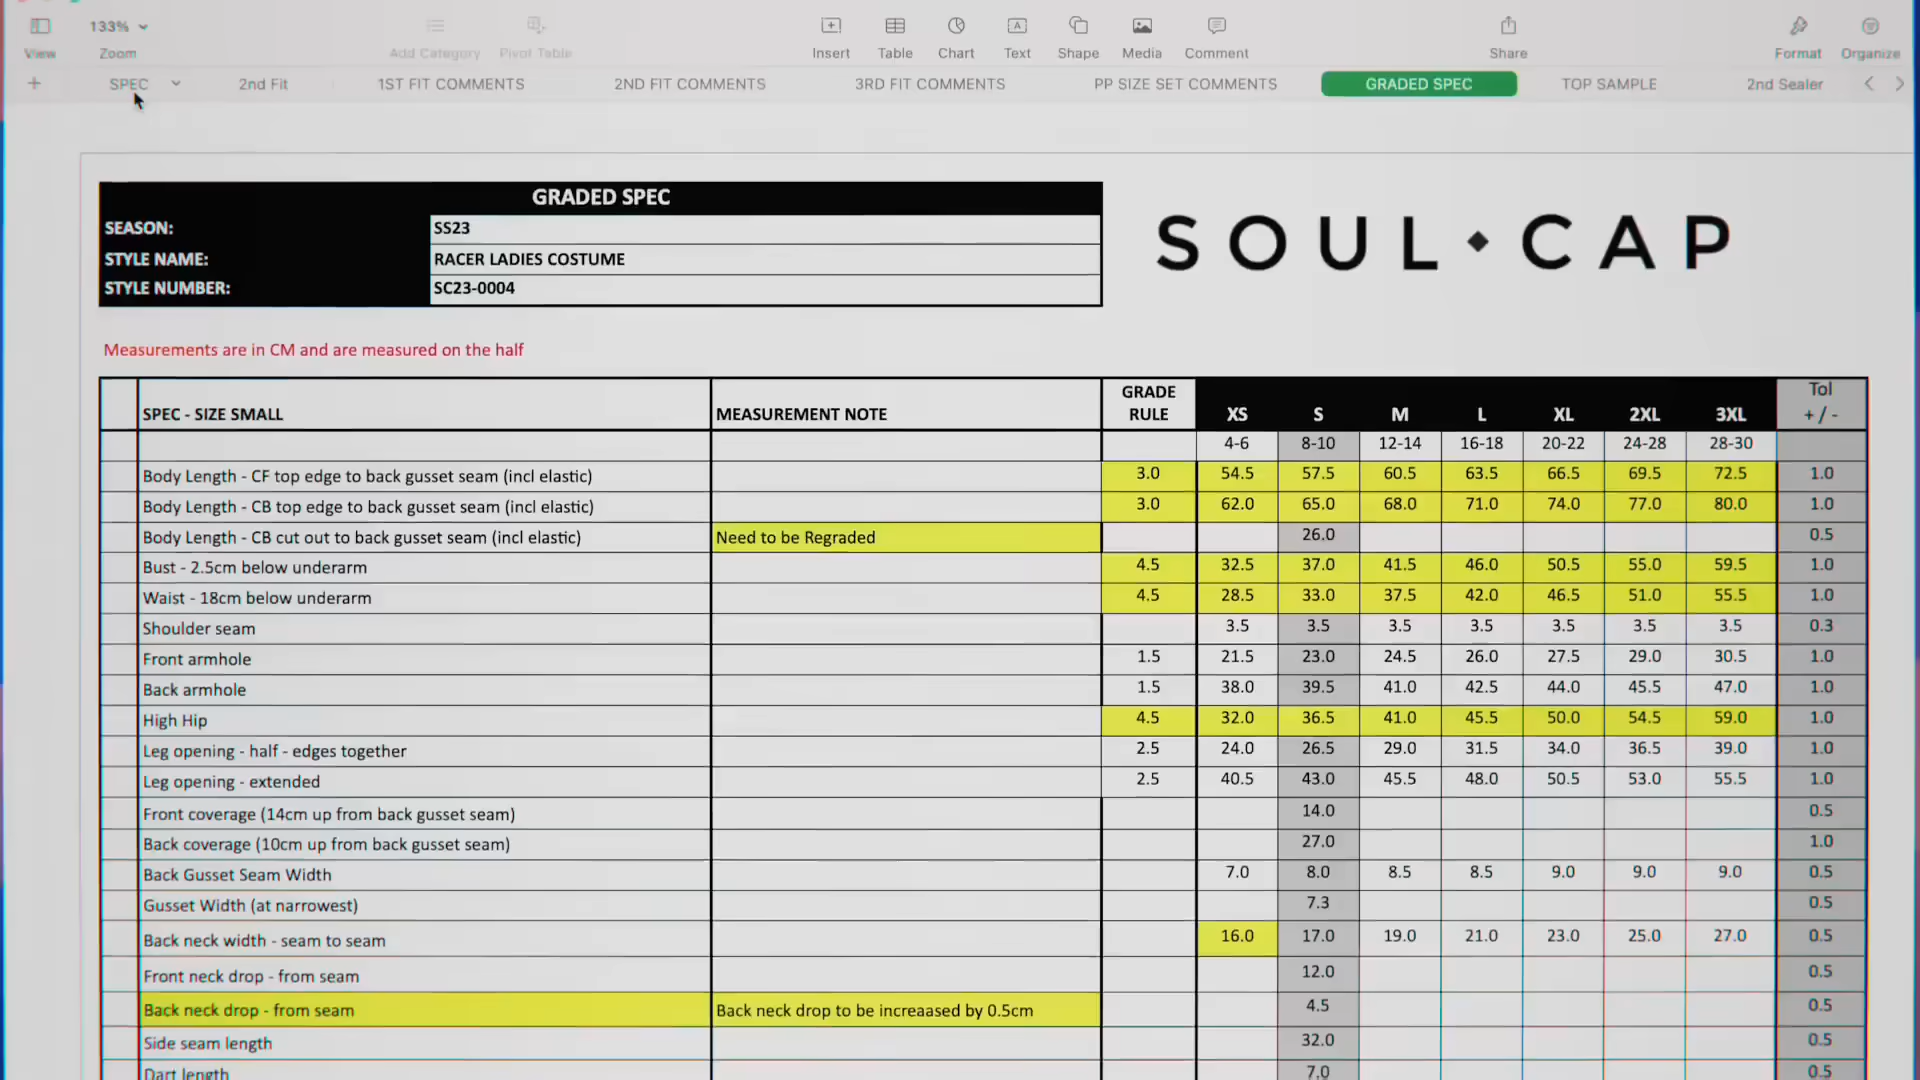 133%
View Zoom Add Category Pivot Table Insert Table Chart Text Shape Media Comment Share Format Organize
SPEC 2nd Fit 1ST FIT COMMENTS 2ND FIT COMMENTS 3RD FIT COMMENTS PP SIZE SET COMMENTS GRADED SPEC TOP SAMPLE 2nd Sealer
GRADED SPEC
SEASON: SS23
STYLE NAME: RACER LADIES COSTUME
STYLE NUMBER: SC23-0004
SOUL◆CAP
Measurements are in CM and are measured on the half
SPEC - SIZE SMALL MEASUREMENT NOTE GRADE RULE XS S M L XL 2XL 3XL Tol + / -
4-6 8-10 12-14 16-18 20-22 24-28 28-30
Body Length - CF top edge to back gusset seam (incl elastic) 3.0 54.5 57.5 60.5 63.5 66.5 69.5 72.5 1.0
Body Length - CB top edge to back gusset seam (incl elastic) 3.0 62.0 65.0 68.0 71.0 74.0 77.0 80.0 1.0
Body Length - CB cut out to back gusset seam (incl elastic) Need to be Regraded 26.0 0.5
Bust - 2.5cm below underarm 4.5 32.5 37.0 41.5 46.0 50.5 55.0 59.5 1.0
Waist - 18cm below underarm 4.5 28.5 33.0 37.5 42.0 46.5 51.0 55.5 1.0
Shoulder seam 3.5 3.5 3.5 3.5 3.5 3.5 3.5 0.3
Front armhole 1.5 21.5 23.0 24.5 26.0 27.5 29.0 30.5 1.0
Back armhole 1.5 38.0 39.5 41.0 42.5 44.0 45.5 47.0 1.0
High Hip 4.5 32.0 36.5 41.0 45.5 50.0 54.5 59.0 1.0
Leg opening - half - edges together 2.5 24.0 26.5 29.0 31.5 34.0 36.5 39.0 1.0
Leg opening - extended 2.5 40.5 43.0 45.5 48.0 50.5 53.0 55.5 1.0
Front coverage (14cm up from back gusset seam) 14.0 0.5
Back coverage (10cm up from back gusset seam) 27.0 1.0
Back Gusset Seam Width 7.0 8.0 8.5 8.5 9.0 9.0 9.0 0.5
Gusset Width (at narrowest) 7.3 0.5
Back neck width - seam to seam 16.0 17.0 19.0 21.0 23.0 25.0 27.0 0.5
Front neck drop - from seam 12.0 0.5
Back neck drop - from seam Back neck drop to be increaased by 0.5cm 4.5 0.5
Side seam length 32.0 0.5
Dart length 7.0 0.5